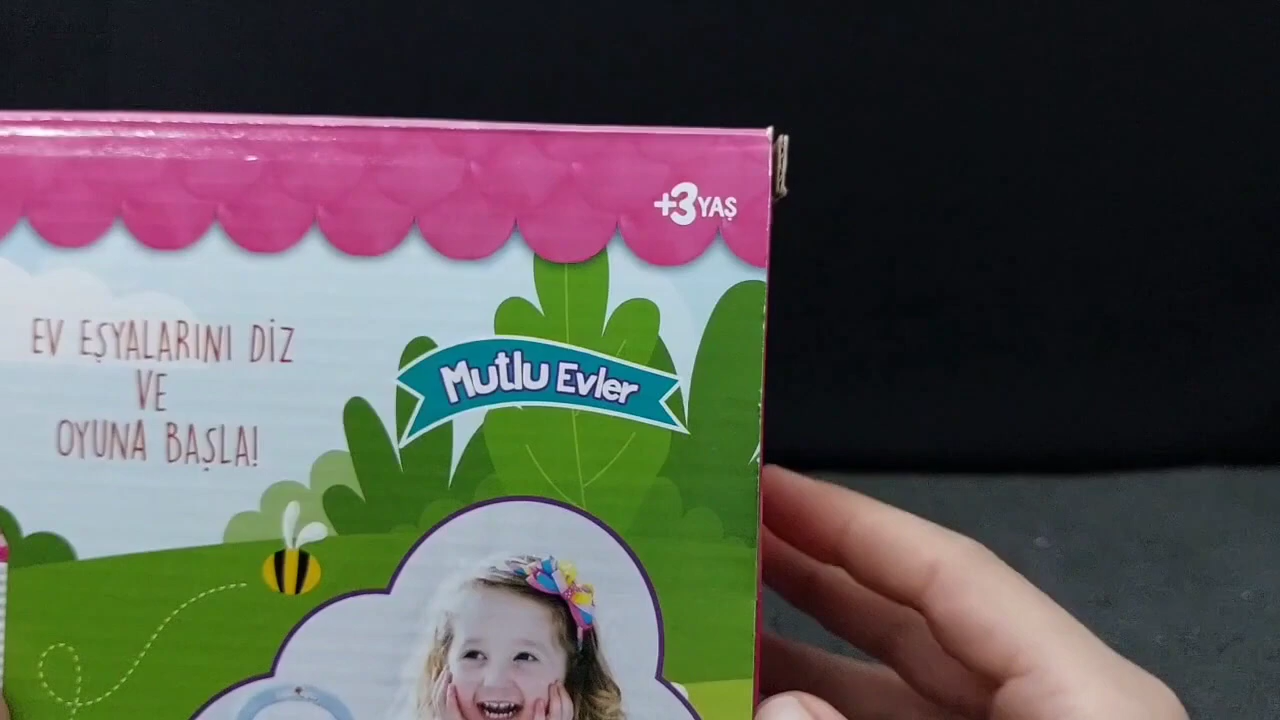 +3 YAŞ
EV EŞYALARINI DİZ
VE
OYUNA BAŞLA!
Mutlu Evler